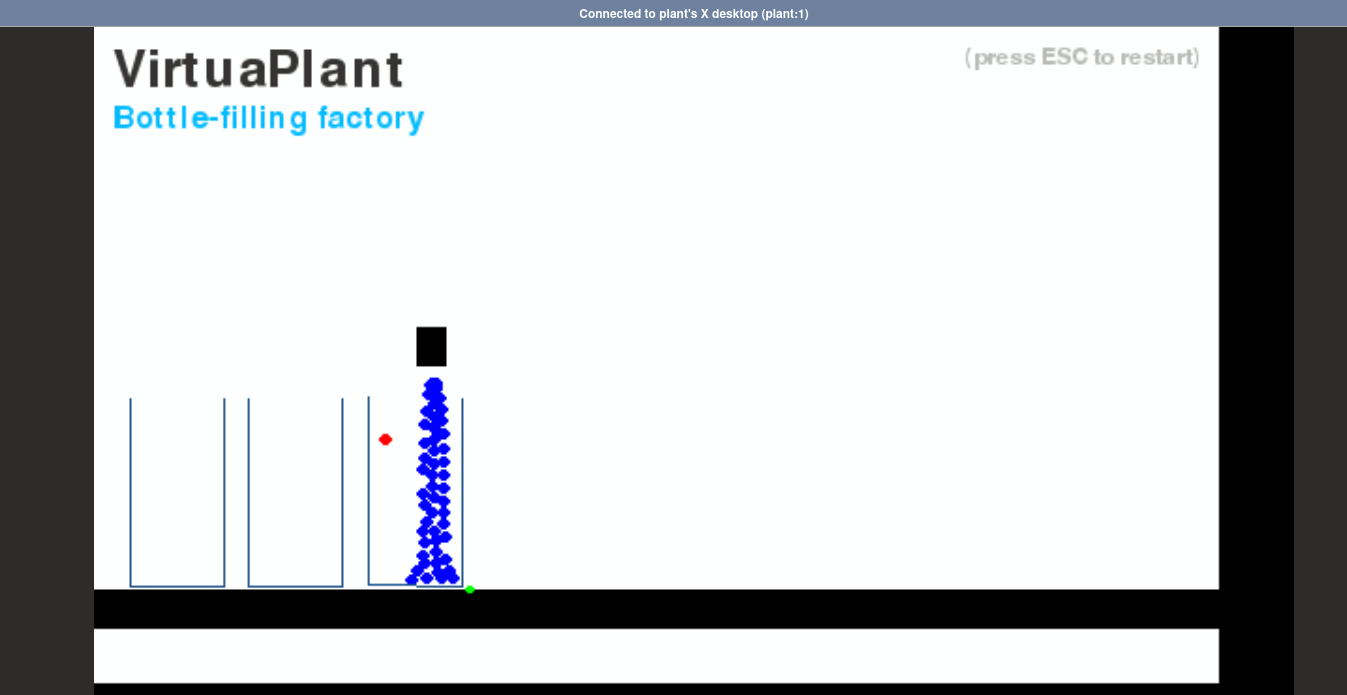 Connected to plant's X desktop (plant:1)
VirtuaPlant
(press ESC to restart)
Bottle-filling factory